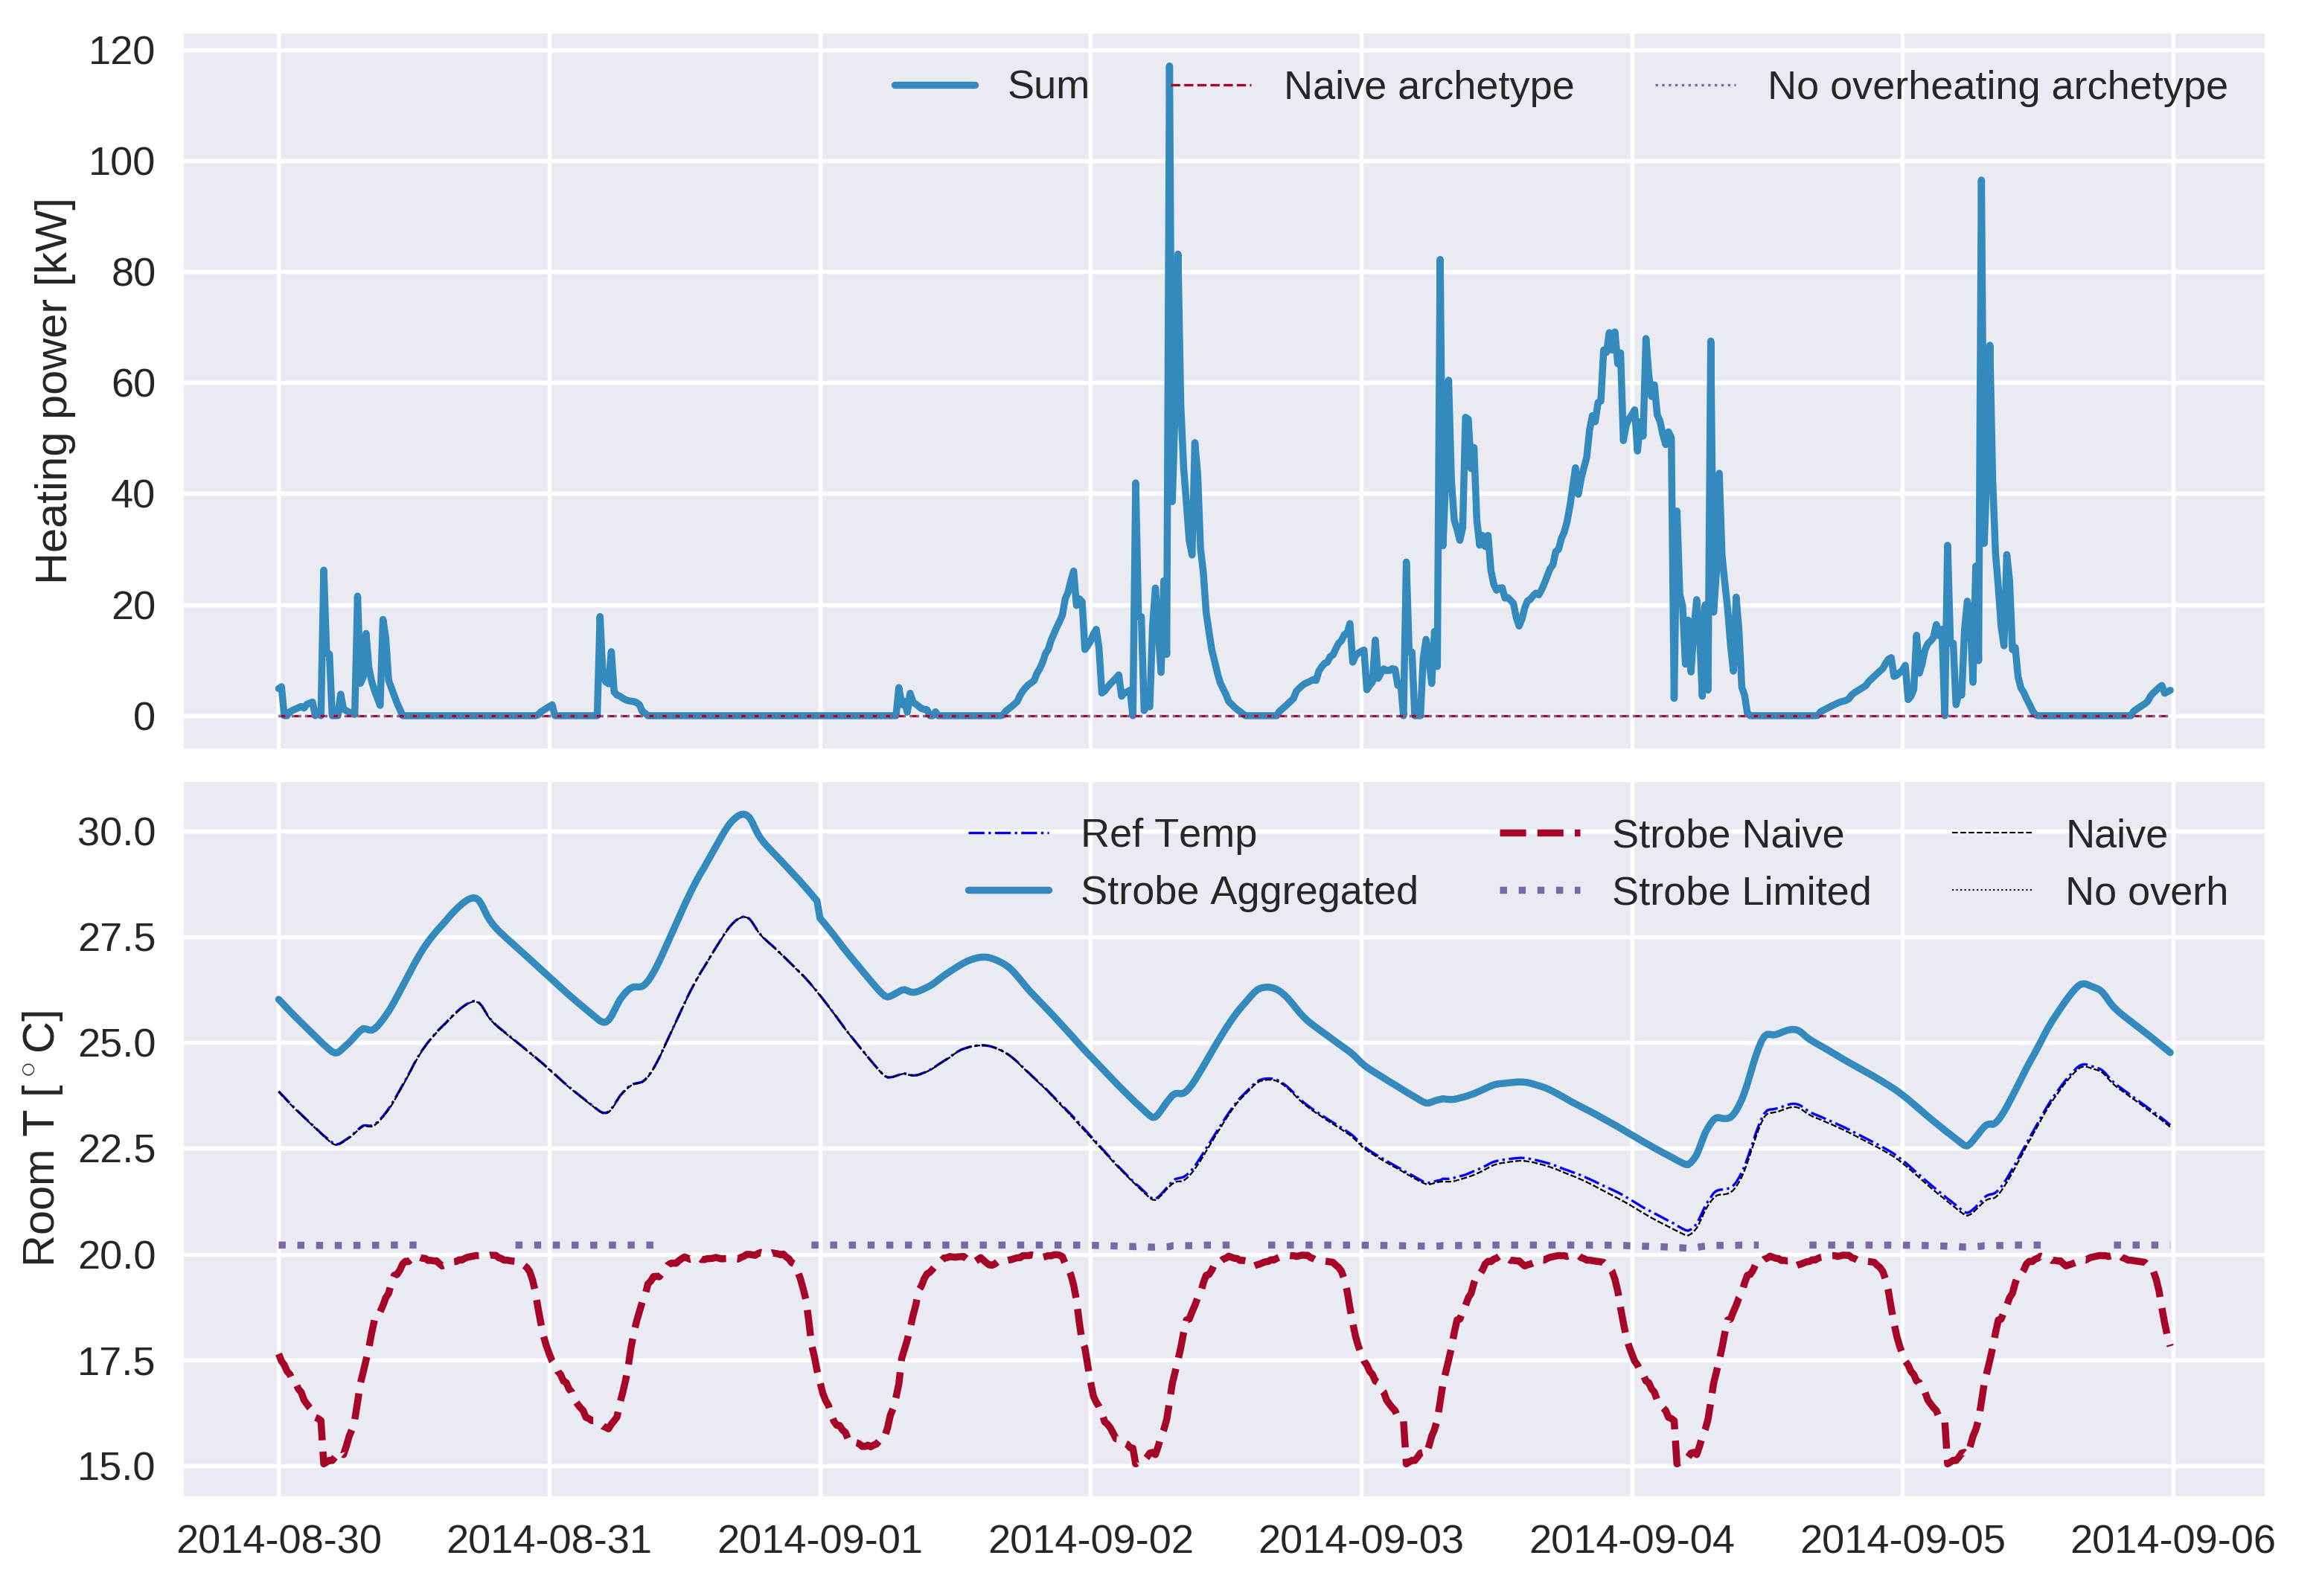 120
100
80
60
40
20
0
Heating power [kW]
Sum
Naive archetype
No overheating archetype
30.0
27.5
25.0
22.5
20.0
17.5
15.0
Room T [°C]
Ref Temp
Strobe Aggregated
Strobe Naive
Strobe Limited
Naive
No overh
2014-08-30
2014-08-31
2014-09-01
2014-09-02
2014-09-03
2014-09-04
2014-09-05
2014-09-06